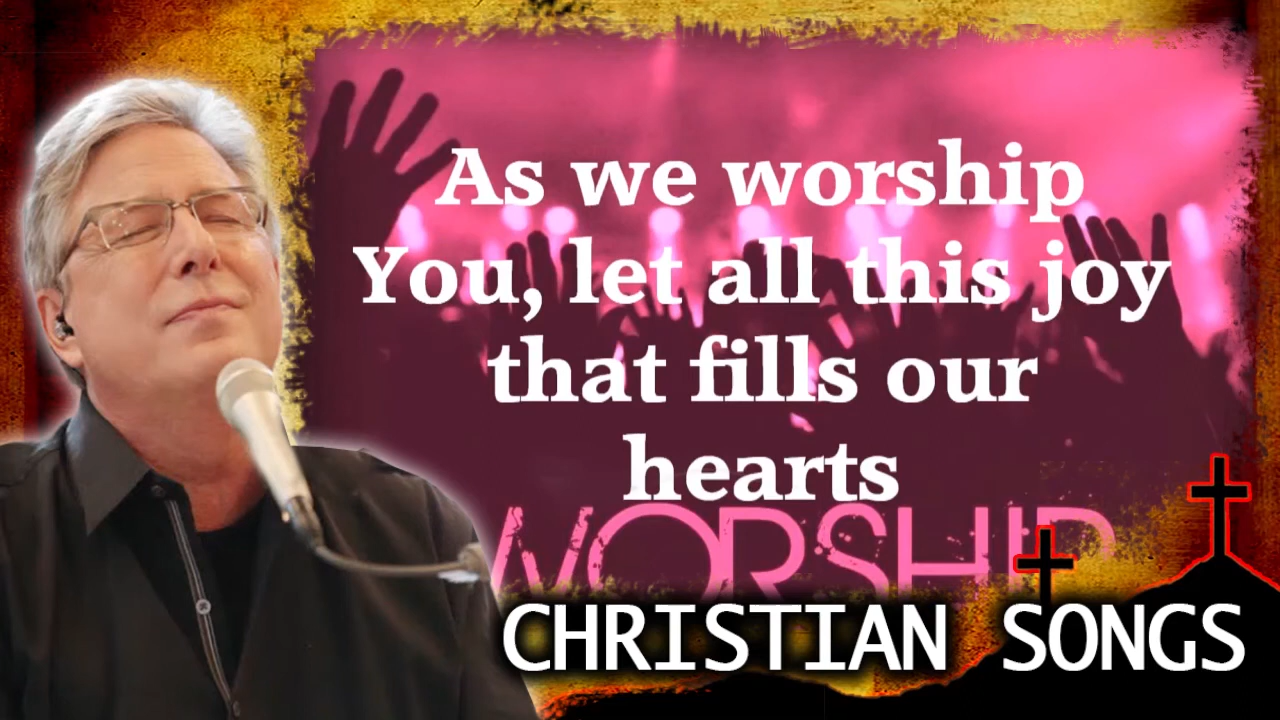 As we worship
You, let all this joy
that fills our
hearts
WORSHIP
CHRISTIAN SONGS